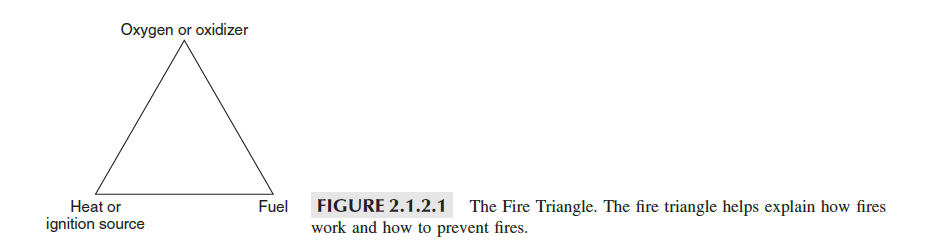 Oxygen or oxidizer
Heat or
ignition source
Fuel
FIGURE 2.1.2.1 The Fire Triangle. The fire triangle helps explain how fires
work and how to prevent fires.